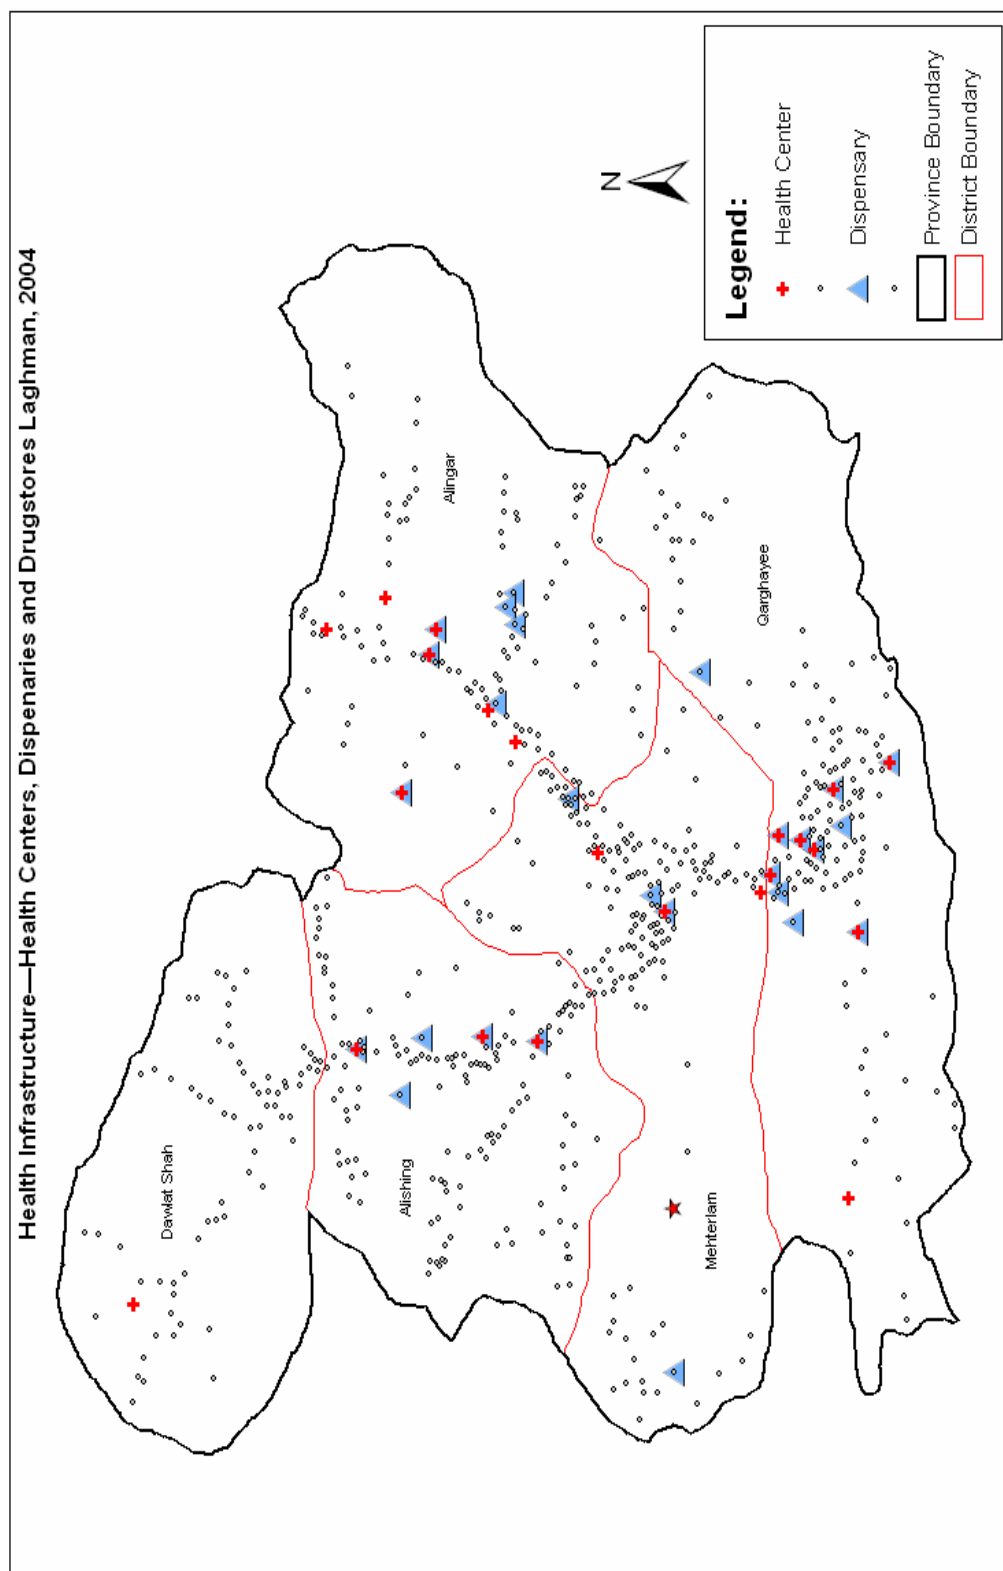 Health Infrastructure—Health Centers, Dispenaries and Drugstores Laghman, 2004
Dawlat Shah
Alishing
Alingar
Mehterlam
Qarghayee
N
Legend:
Health Center
Dispensary
Province Boundary
District Boundary